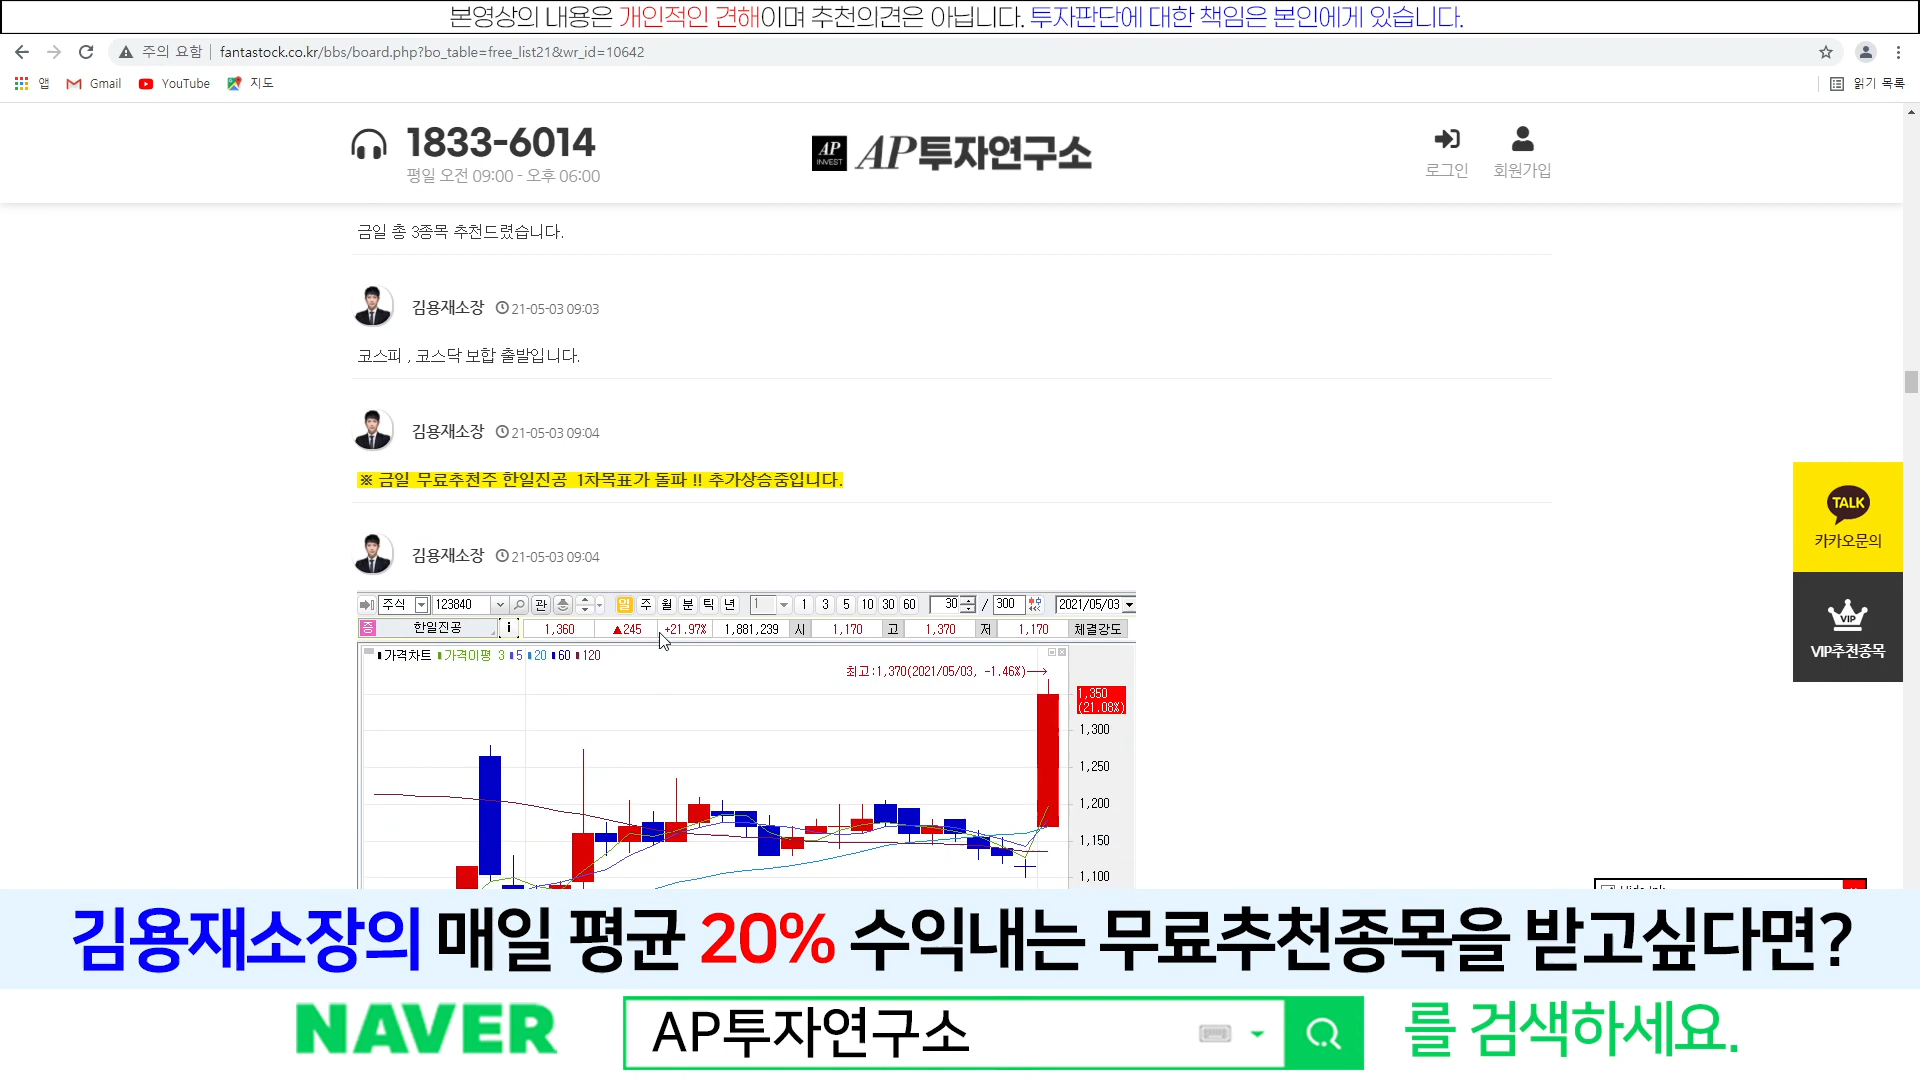 본영상의 내용은 개인적인 견해이며 추천의견은 아닙니다. 투자판단에 대한 책임은 본인에게 있습니다.
주의 요함 | fantastock.co.kr/bbs/board.php?bo_table=free_list21&wr_id=10642
앱 Gmail YouTube 지도 읽기 목록
1833-6014
평일 오전 09:00 - 오후 06:00
AP INVEST AP투자연구소
로그인 회원가입
금일 총 3종목 추천드렸습니다.
김용재소장 21-05-03 09:03
코스피 , 코스닥 보합 출발입니다.
김용재소장 21-05-03 09:04
※ 금일 무료추천주 한일진공 1차목표가 돌파 !! 추가상승중입니다.
TALK
카카오문의
김용재소장 21-05-03 09:04
VIP
VIP추천종목
주식 123840 관 일 주 월 분 틱 년 1 1 3 5 10 30 60 30 / 300 2021/05/03
증 한일진공 i 1,360 ▲245 +21.97% 1,881,239 시 1,170 고 1,370 저 1,170 체결강도
가격차트 가격이평 3 5 20 60 120
최고:1,370(2021/05/03, -1.46%)→
1,350
(21.08%)
1,300
1,250
1,200
1,150
1,100
김용재소장의 매일 평균 20% 수익내는 무료추천종목을 받고싶다면?
NAVER AP투자연구소 를 검색하세요.